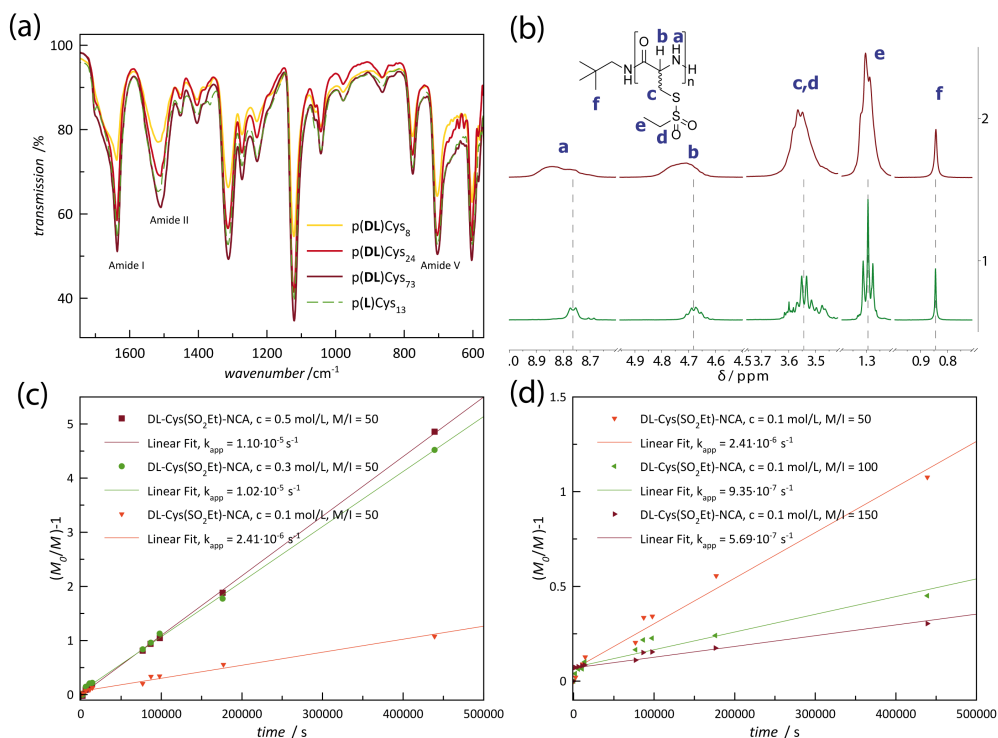 (a)
100
80
60
40
transmission /%
Amide I
Amide II
Amide V
p(DL)Cys8
p(DL)Cys24
p(DL)Cys73
p(L)Cys13
1600 1400 1200 1000 800 600
wavenumber /cm-1
(b)
b a
O H H
N H N H n
c
S
f
e S O
d O
a
b
c,d
e
f
2
1
.0 8.9 8.8 8.7 4.9 4.8 4.7 4.6 4.5 3.7 3.6 3.5 1.3 0.9 0.8
δ / ppm
(c)
5
4
3
2
1
0
(M0/M)-1
DL-Cys(SO2Et)-NCA, c = 0.5 mol/L, M/I = 50
Linear Fit, kapp = 1.10·10-5 s-1
DL-Cys(SO2Et)-NCA, c = 0.3 mol/L, M/I = 50
Linear Fit, kapp = 1.02·10-5 s-1
DL-Cys(SO2Et)-NCA, c = 0.1 mol/L, M/I = 50
Linear Fit, kapp = 2.41·10-6 s-1
0 100000 200000 300000 400000 500000
time / s
(d)
1.5
1
0.5
0
(M0/M)-1
DL-Cys(SO2Et)-NCA, c = 0.1 mol/L, M/I = 50
Linear Fit, kapp = 2.41·10-6 s-1
DL-Cys(SO2Et)-NCA, c = 0.1 mol/L, M/I = 100
Linear Fit, kapp = 9.35·10-7 s-1
DL-Cys(SO2Et)-NCA, c = 0.1 mol/L, M/I = 150
Linear Fit, kapp = 5.69·10-7 s-1
0 100000 200000 300000 400000 500000
time / s